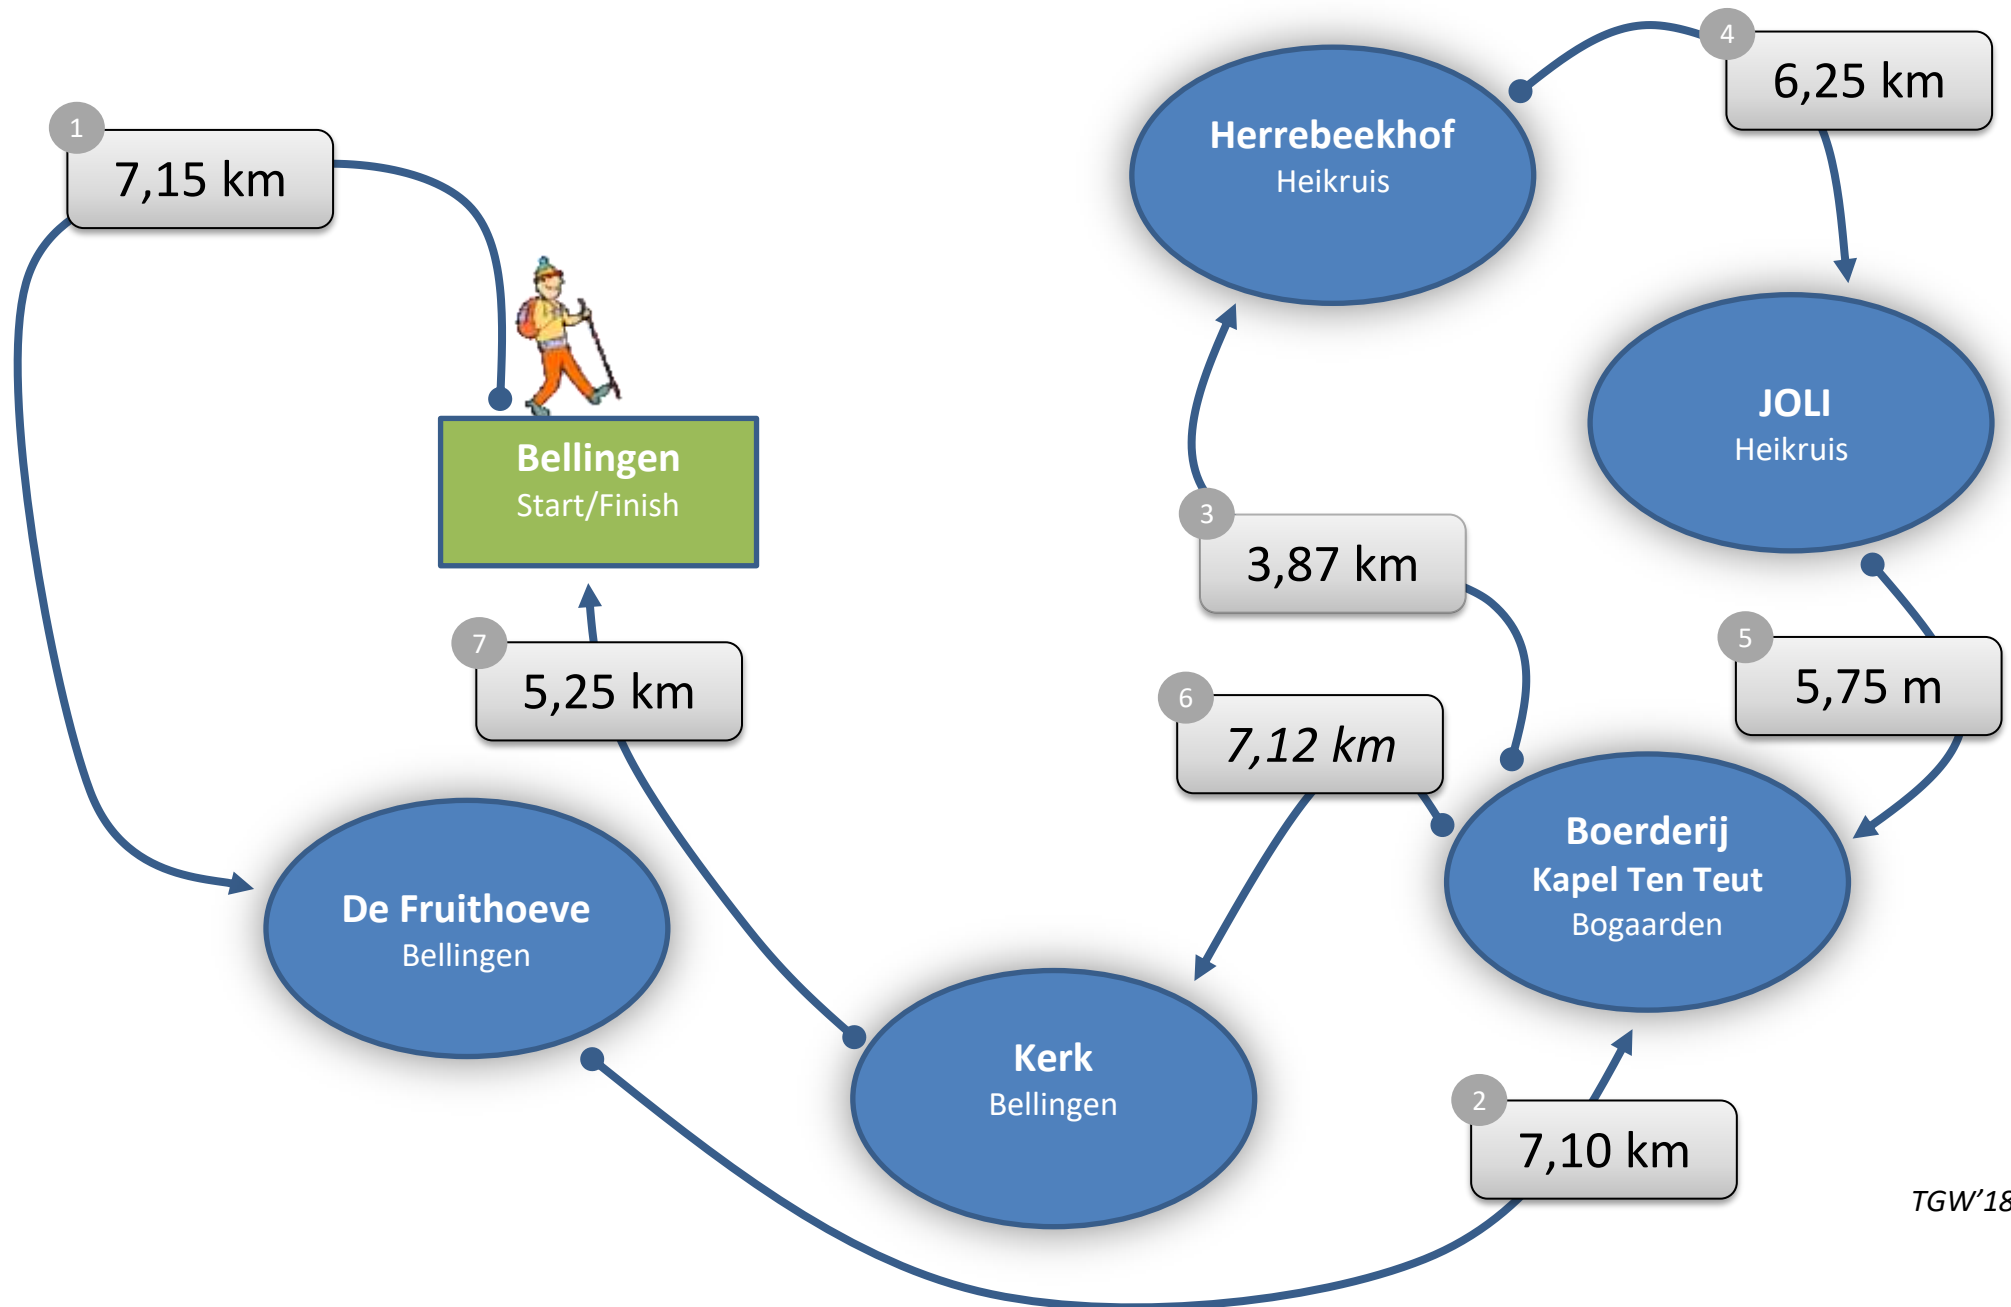 1
7,15 km
Bellingen
Start/Finish
7
5,25 km
De Fruithoeve
Bellingen
Kerk
Bellingen
Herrebeekhof
Heikruis
4
6,25 km
JOLI
Heikruis
3
3,87 km
5
5,75 m
6
7,12 km
Boerderij
Kapel Ten Teut
Bogaarden
2
7,10 km
TGW'18